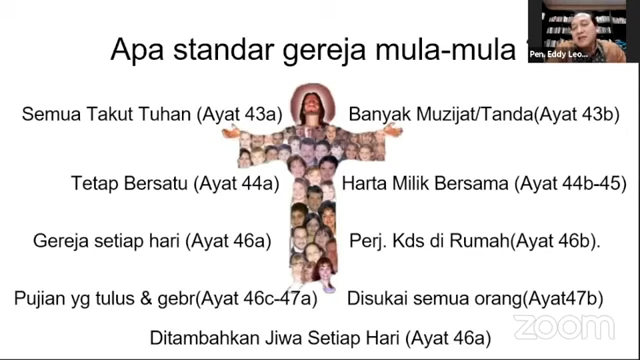 Apa standar gereja mula-mula
Pen. Eddy Leo...
Semua Takut Tuhan (Ayat 43a)
Banyak Muzijat/Tanda(Ayat 43b)
Tetap Bersatu (Ayat 44a)
Harta Milik Bersama (Ayat 44b-45)
Gereja setiap hari (Ayat 46a)
Perj. Kds di Rumah(Ayat 46b).
Pujian yg tulus & gebr(Ayat 46c-47a)
Disukai semua orang(Ayat47b)
Ditambahkan Jiwa Setiap Hari (Ayat 46a)
zoom